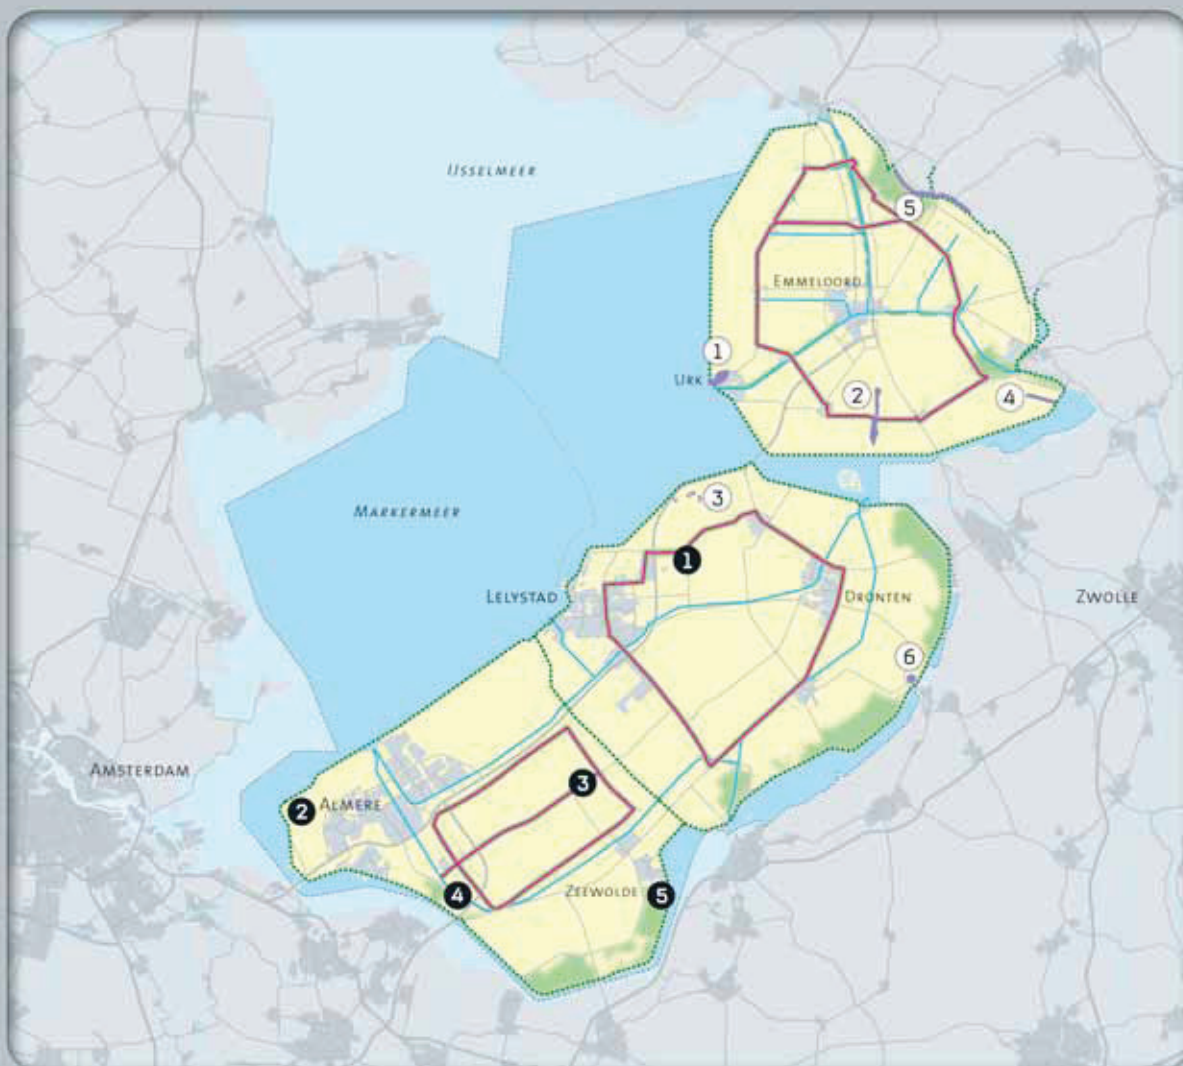 IJSSELMEER
5
EMMELOORD
1
URK
2
4
3
MARKERMEER
1
LELYSTAD
DRONTEN
ZWOLLE
6
AMSTERDAM
3
2 ALMERE
4
ZEEWOLDE 5